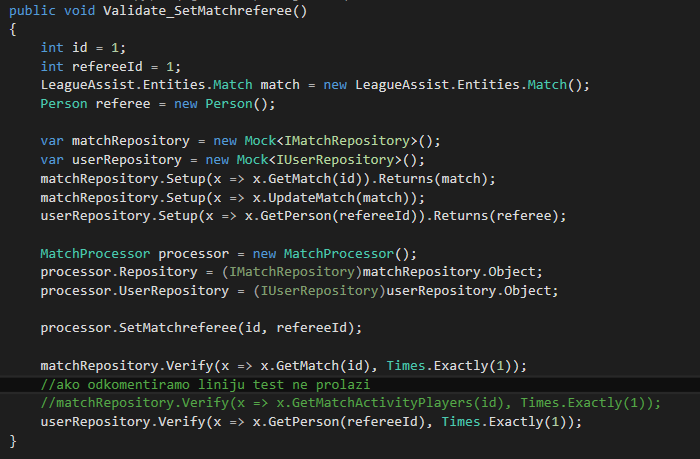 public void Validate_SetMatchreferee()
{
int id = 1;
int refereeId = 1;
LeagueAssist.Entities.Match match = new LeagueAssist.Entities.Match();
Person referee = new Person();
var matchRepository = new Mock<IMatchRepository>();
var userRepository = new Mock<IUserRepository>();
matchRepository.Setup(x => x.GetMatch(id)).Returns(match);
matchRepository.Setup(x => x.UpdateMatch(match));
userRepository.Setup(x => x.GetPerson(refereeId)).Returns(referee);
MatchProcessor processor = new MatchProcessor();
processor.Repository = (IMatchRepository)matchRepository.Object;
processor.UserRepository = (IUserRepository)userRepository.Object;
processor.SetMatchreferee(id, refereeId);
matchRepository.Verify(x => x.GetMatch(id), Times.Exactly(1));
//ako odkomentiramo liniju test ne prolazi
//matchRepository.Verify(x => x.GetMatchActivityPlayers(id), Times.Exactly(1));
userRepository.Verify(x => x.GetPerson(refereeId), Times.Exactly(1));
}